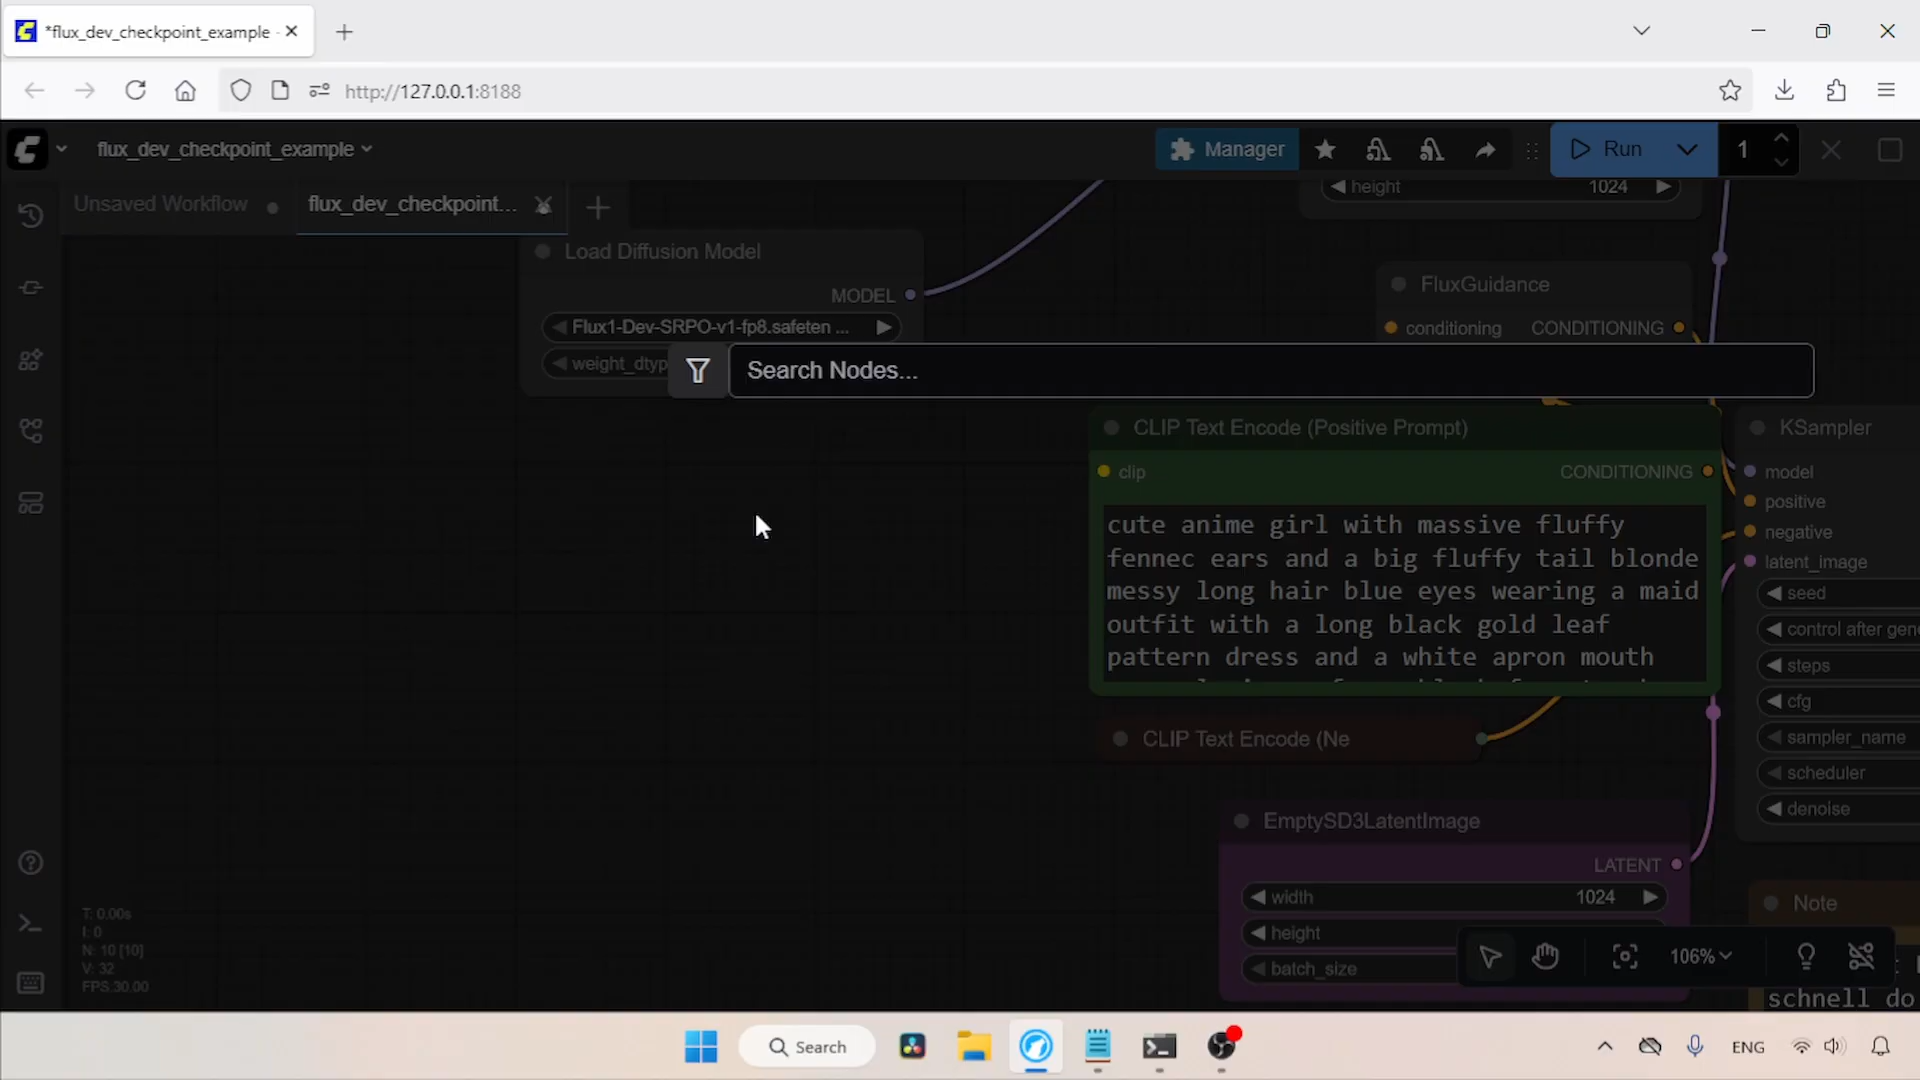 *flux_dev_checkpoint_example -
http://127.0.0.1:8188
flux_dev_checkpoint_example
Manager
Run
1
Unsaved Workflow
flux_dev_checkpoint...
height 1024
Load Diffusion Model
MODEL
Flux1-Dev-SRPO-v1-fp8.safeten ...
weight_dtyp
FluxGuidance
conditioning CONDITIONING
Search Nodes...
CLIP Text Encode (Positive Prompt)
clip CONDITIONING
cute anime girl with massive fluffy
fennec ears and a big fluffy tail blonde
messy long hair blue eyes wearing a maid
outfit with a long black gold leaf
pattern dress and a white apron mouth
KSampler
model
positive
negative
latent_image
seed
control after gene
steps
cfg
sampler_name
scheduler
denoise
CLIP Text Encode (Ne
EmptySD3LatentImage
LATENT
width 1024
height
batch_size
Note
schnell do
106%
T: 0.00s
I: 0
N: 10 [10]
V: 32
FPS:30.00
Search
ENG